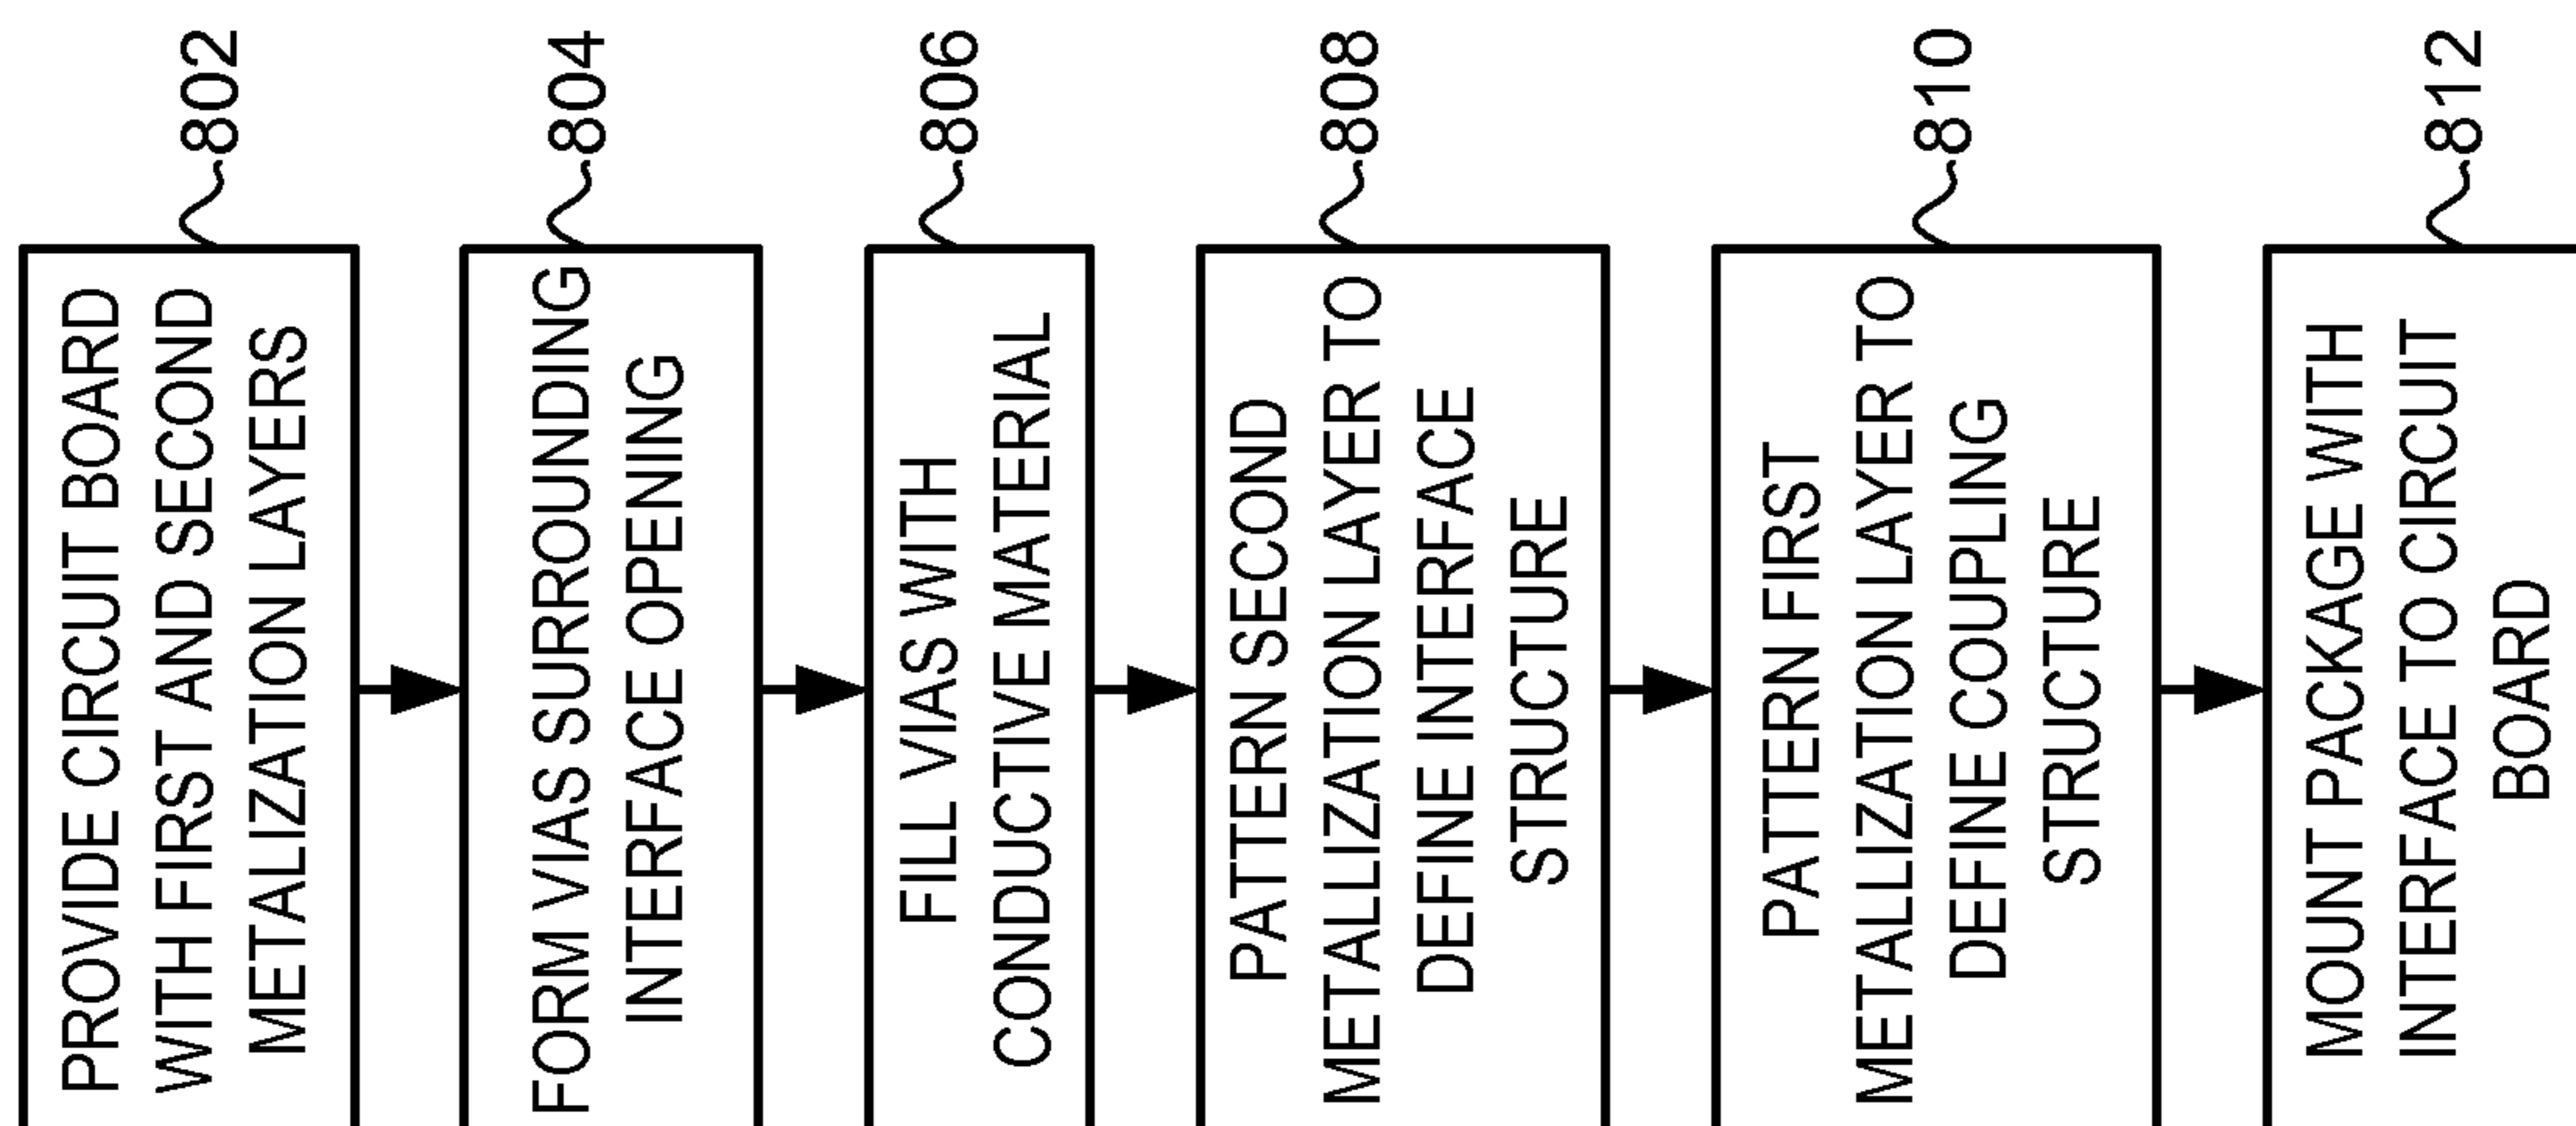 PROVIDE CIRCUIT BOARD
WITH FIRST AND SECOND
METALIZATION LAYERS
802
FORM VIAS SURROUNDING
INTERFACE OPENING
804
FILL VIAS WITH
CONDUCTIVE MATERIAL
806
PATTERN SECOND
METALLIZATION LAYER TO
DEFINE INTERFACE
STRUCTURE
808
PATTERN FIRST
METALLIZATION LAYER TO
DEFINE COUPLING
STRUCTURE
810
MOUNT PACKAGE WITH
INTERFACE TO CIRCUIT
BOARD
812